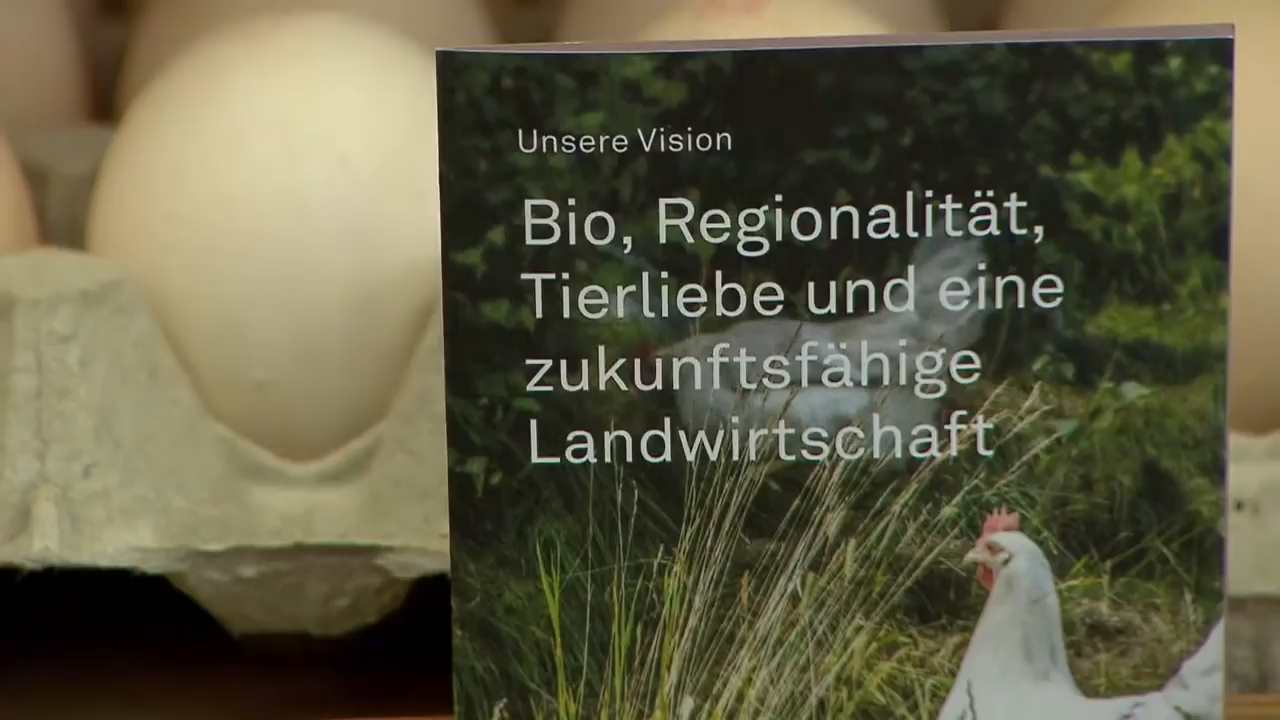 Unsere Vision
Bio, Regionalität,
Tierliebe und eine
zukunftsfähige
Landwirtschaft